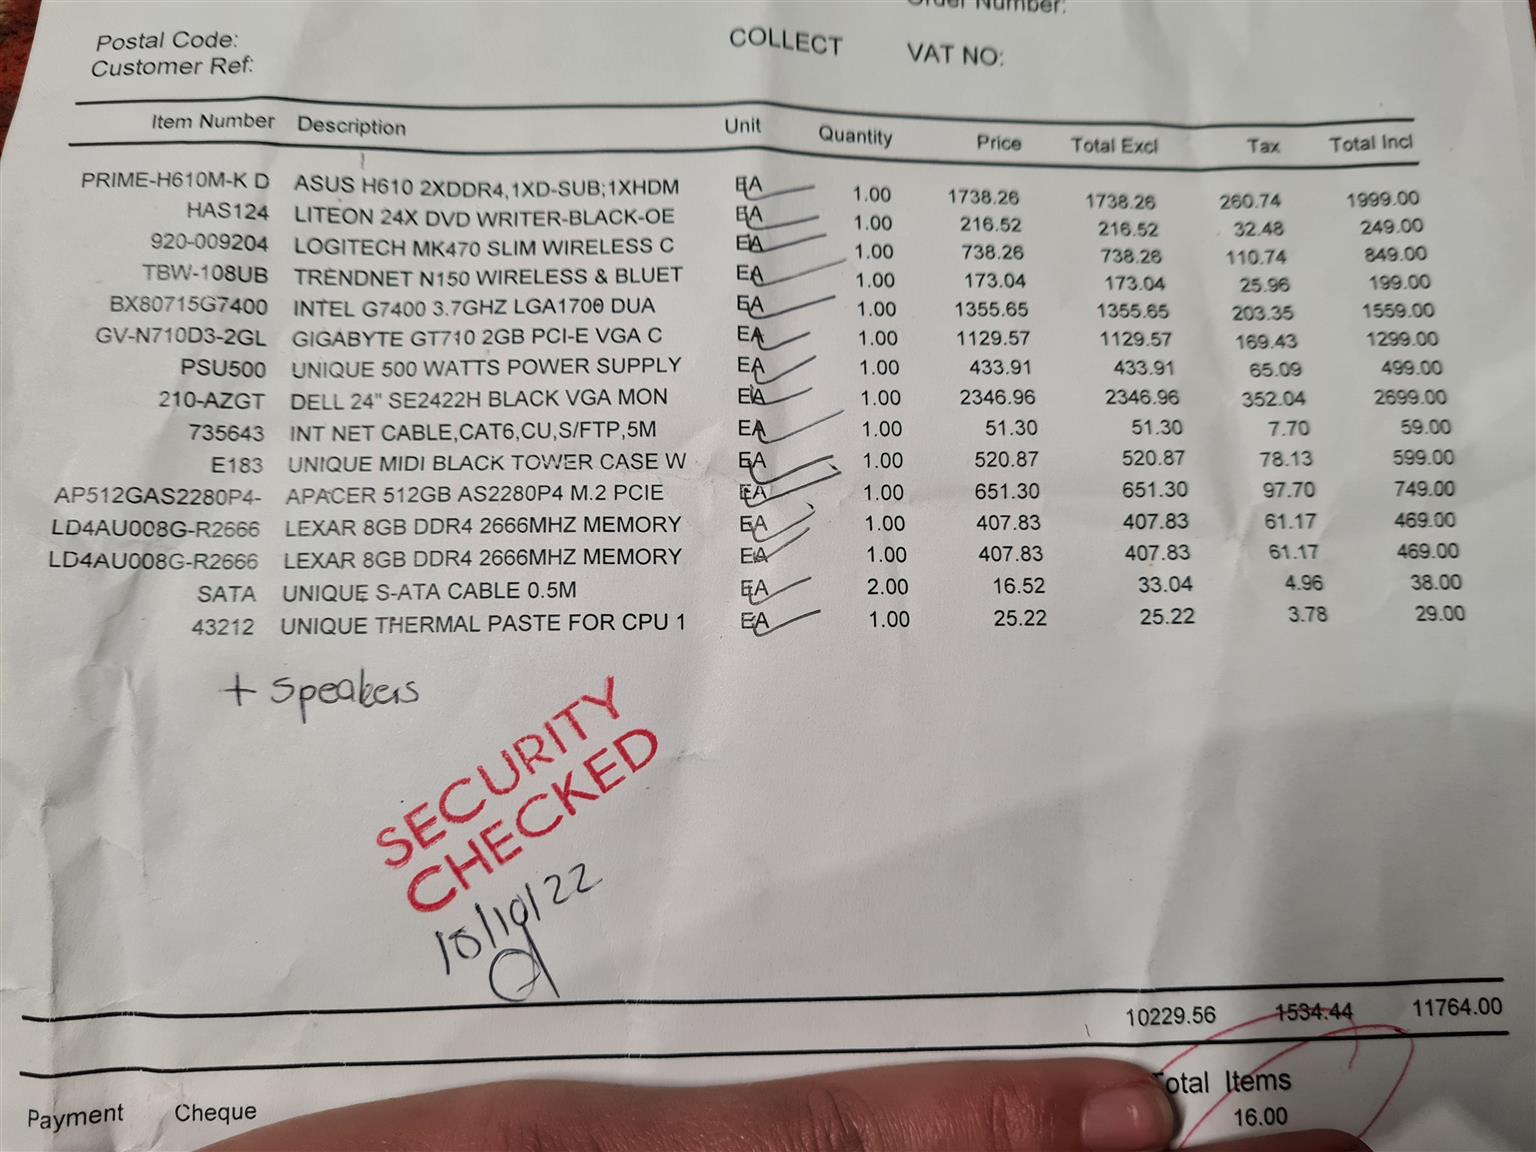 Order Number:
Postal Code: COLLECT VAT NO:
Customer Ref:
Item Number Description Unit Quantity Price Total Excl Tax Total Incl
PRIME-H610M-K D ASUS H610 2XDDR4,1XD-SUB;1XHDM EA 1.00 1738.26 1738.26 260.74 1999.00
HAS124 LITEON 24X DVD WRITER-BLACK-OE EA 1.00 216.52 216.52 32.48 249.00
920-009204 LOGITECH MK470 SLIM WIRELESS C EA 1.00 738.26 738.26 110.74 849.00
TBW-108UB TRENDNET N150 WIRELESS & BLUET EA 1.00 173.04 173.04 25.96 199.00
BX80715G7400 INTEL G7400 3.7GHZ LGA1700 DUA EA 1.00 1355.65 1355.65 203.35 1559.00
GV-N710D3-2GL GIGABYTE GT710 2GB PCI-E VGA C EA 1.00 1129.57 1129.57 169.43 1299.00
PSU500 UNIQUE 500 WATTS POWER SUPPLY EA 1.00 433.91 433.91 65.09 499.00
210-AZGT DELL 24" SE2422H BLACK VGA MON EA 1.00 2346.96 2346.96 352.04 2699.00
735643 INT NET CABLE,CAT6,CU,S/FTP,5M EA 1.00 51.30 51.30 7.70 59.00
E183 UNIQUE MIDI BLACK TOWER CASE W EA 1.00 520.87 520.87 78.13 599.00
AP512GAS2280P4- APACER 512GB AS2280P4 M.2 PCIE EA 1.00 651.30 651.30 97.70 749.00
LD4AU008G-R2666 LEXAR 8GB DDR4 2666MHZ MEMORY EA 1.00 407.83 407.83 61.17 469.00
LD4AU008G-R2666 LEXAR 8GB DDR4 2666MHZ MEMORY EA 1.00 407.83 407.83 61.17 469.00
SATA UNIQUE S-ATA CABLE 0.5M EA 2.00 16.52 33.04 4.96 38.00
43212 UNIQUE THERMAL PASTE FOR CPU 1 EA 1.00 25.22 25.22 3.78 29.00
+ Speakers
SECURITY
CHECKED
18/10/22
10229.56 1534.44 11764.00
Total Items
Payment Cheque 16.00